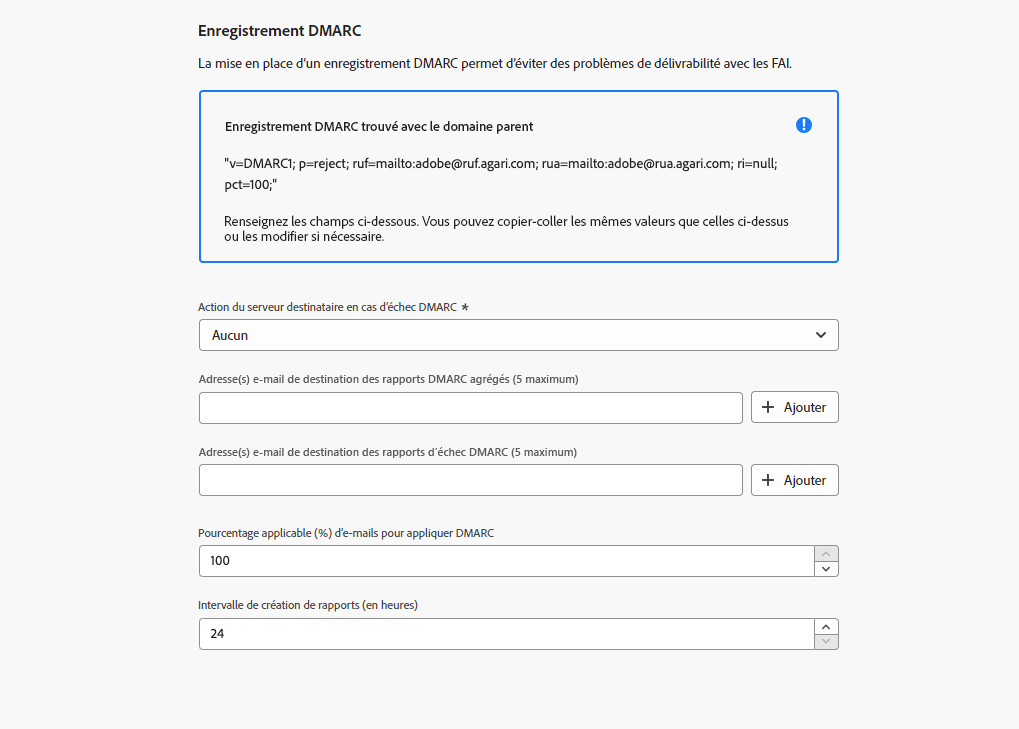 Enregistrement DMARC
La mise en place d’un enregistrement DMARC permet d’éviter des problèmes de délivrabilité avec les FAI.
Enregistrement DMARC trouvé avec le domaine parent
"v=DMARC1; p=reject; ruf=mailto:adobe@ruf.agari.com; rua=mailto:adobe@rua.agari.com; ri=null;
pct=100;"
Renseignez les champs ci-dessous. Vous pouvez copier-coller les mêmes valeurs que celles ci-dessus
ou les modifier si nécessaire.
Action du serveur destinataire en cas d’échec DMARC *
Aucun
Adresse(s) e-mail de destination des rapports DMARC agrégés (5 maximum)
+ Ajouter
Adresse(s) e-mail de destination des rapports d´échec DMARC (5 maximum)
+ Ajouter
Pourcentage applicable (%) d’e-mails pour appliquer DMARC
100
Intervalle de création de rapports (en heures)
24